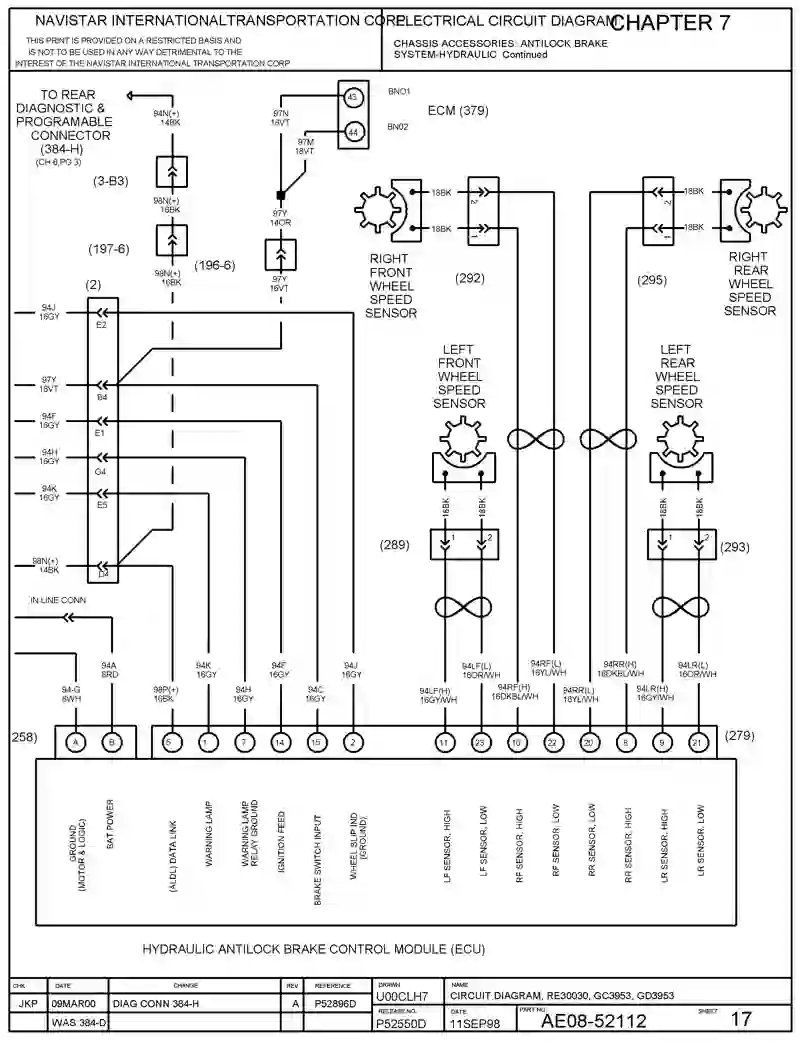 NAVISTAR INTERNATIONALTRANSPORTATION CORP.
THIS PRINT IS PROVIDED ON A RESTRICTED BASIS AND
IS NOT TO BE USED IN ANY WAY DETRIMENTAL TO THE
INTEREST OF THE NAVISTAR INTERNATIONAL TRANSPORTATION CORP
ELECTRICAL CIRCUIT DIAGRAM
CHAPTER 7
CHASSIS ACCESSORIES: ANTILOCK BRAKE
SYSTEM-HYDRAULIC Continued
TO REAR
DIAGNOSTIC &
PROGRAMABLE
CONNECTOR
(384-H)
(CH 6,PG 3)
94N(+)
14BK
97N
18VT
43
BN01
44
BN02
ECM (379)
97M
18VT
(3-B3)
98N(+)
16BK
97Y
14OR
(197-6)
(196-6)
98N(+)
16BK
97Y
16VT
18BK
2
18BK
1
RIGHT
FRONT
WHEEL
SPEED
SENSOR
(292)
18BK
2
18BK
1
(295)
RIGHT
REAR
WHEEL
SPEED
SENSOR
(2)
94J
16GY
E2
97Y
18VT
B4
94F
16GY
E1
94H
16GY
G4
94K
16GY
E5
98N(+)
14BK
D4
LEFT
FRONT
WHEEL
SPEED
SENSOR
LEFT
REAR
WHEEL
SPEED
SENSOR
18BK
18BK
18BK
18BK
(289)
1
2
1
2
(293)
IN-LINE CONN
94-G
8WH
94A
8RD
98P(+)
16BK
94K
16GY
94H
16GY
94F
16GY
94C
16GY
94J
16GY
94LF(H)
16GY/WH
94LF(L)
16OR/WH
94RF(H)
16DKBL/WH
94RF(L)
16YL/WH
94RR(L)
16YL/WH
94RR(H)
16DKBL/WH
94LR(H)
16GY/WH
94LR(L)
16OR/WH
258)
A
B
5
1
7
14
15
2
11
23
10
22
20
8
9
21
(279)
GROUND
(MOTOR & LOGIC)
BAT POWER
(ALDL) DATA LINK
WARNING LAMP
WARNING LAMP
RELAY GROUND
IGNITION FEED
BRAKE SWITCH INPUT
WHEEL SLIP IND
(GROUND)
LF SENSOR, HIGH
LF SENSOR, LOW
RF SENSOR, HIGH
RF SENSOR, LOW
RR SENSOR, LOW
RR SENSOR, HIGH
LR SENSOR, HIGH
LR SENSOR, LOW
HYDRAULIC ANTILOCK BRAKE CONTROL MODULE (ECU)
CHK
DATE
CHANGE
REV
REFERENCE
JKP
09MAR00
DIAG CONN 384-H
A
P52896D
WAS 384-D
DRAWN
U00CLH7
NAME
CIRCUIT DIAGRAM, RE30030, GC3953, GD3953
RELEASE NO.
P52550D
DATE
11SEP98
PART NO.
AE08-52112
SHEET
17